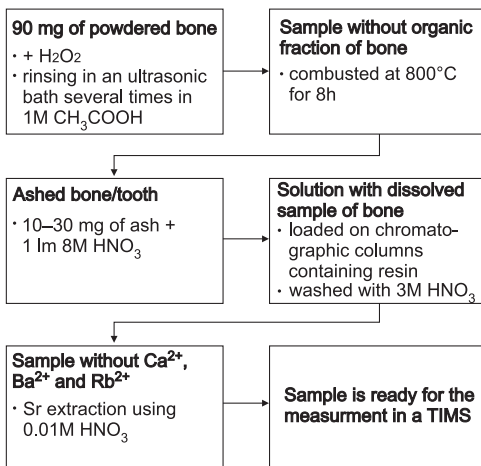 90 mg of powdered bone
· + H₂O₂
· rinsing in an ultrasonic
bath several times in
1M CH₃COOH
Sample without organic
fraction of bone
· combusted at 800°C
for 8h
Ashed bone/tooth
· 10–30 mg of ash +
1 lm 8M HNO₃
Solution with dissolved
sample of bone
· loaded on chromato-
graphic columns
containing resin
· washed with 3M HNO₃
Sample without Ca²⁺,
Ba²⁺ and Rb²⁺
· Sr extraction using
0.01M HNO₃
Sample is ready for the
measurment in a TIMS